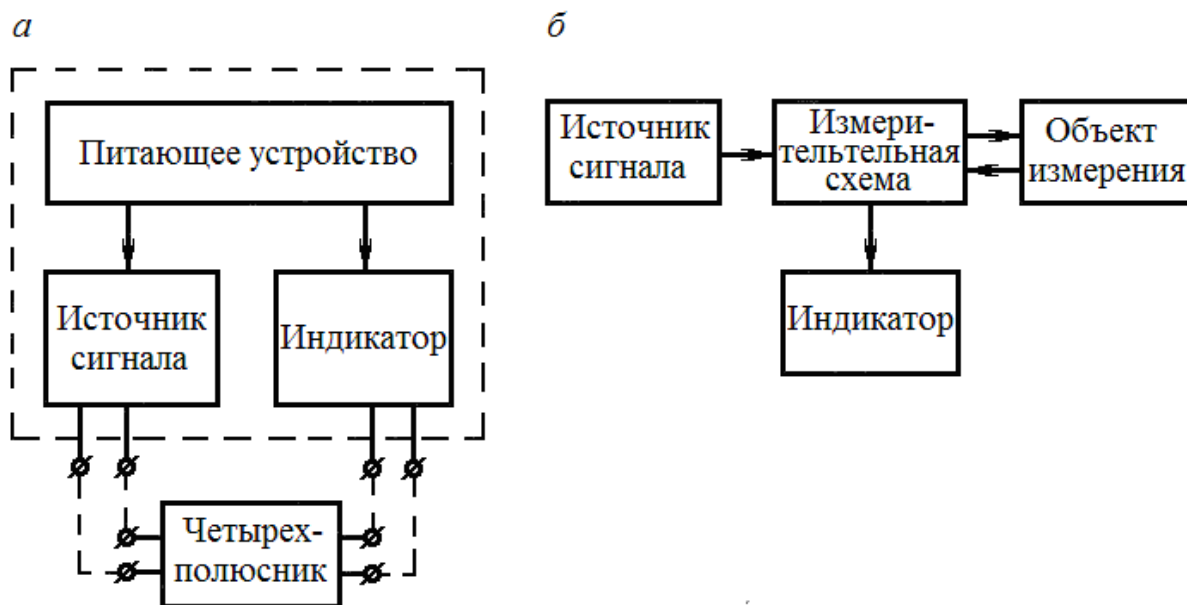 а
Питающее устройство
Источник
сигнала
Индикатор
Четырех-
полюсник
б
Источник
сигнала
Измери-
тельтельная
схема
Объект
измерения
Индикатор